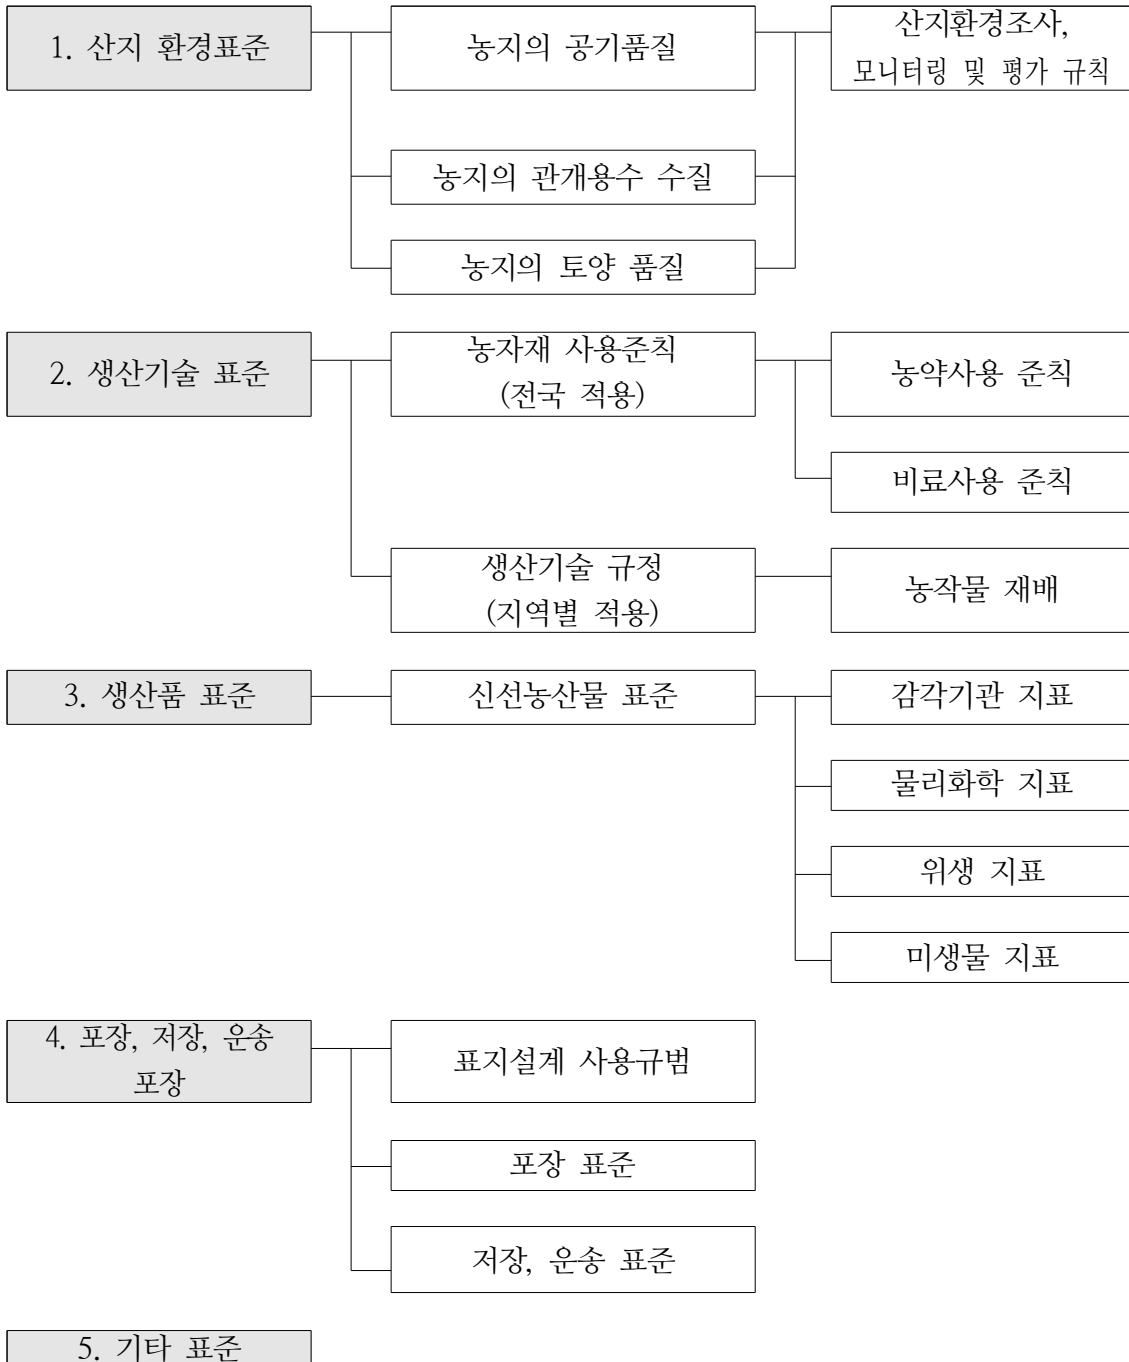 1. 산지 환경표준
농지의 공기품질
산지환경조사,
모니터링 및 평가 규칙
농지의 관개용수 수질
농지의 토양 품질
2. 생산기술 표준
농자재 사용준칙
(전국 적용)
농약사용 준칙
비료사용 준칙
생산기술 규정
(지역별 적용)
농작물 재배
3. 생산품 표준
신선농산물 표준
감각기관 지표
물리화학 지표
위생 지표
미생물 지표
4. 포장, 저장, 운송
포장
표지설계 사용규범
포장 표준
저장, 운송 표준
5. 기타 표준